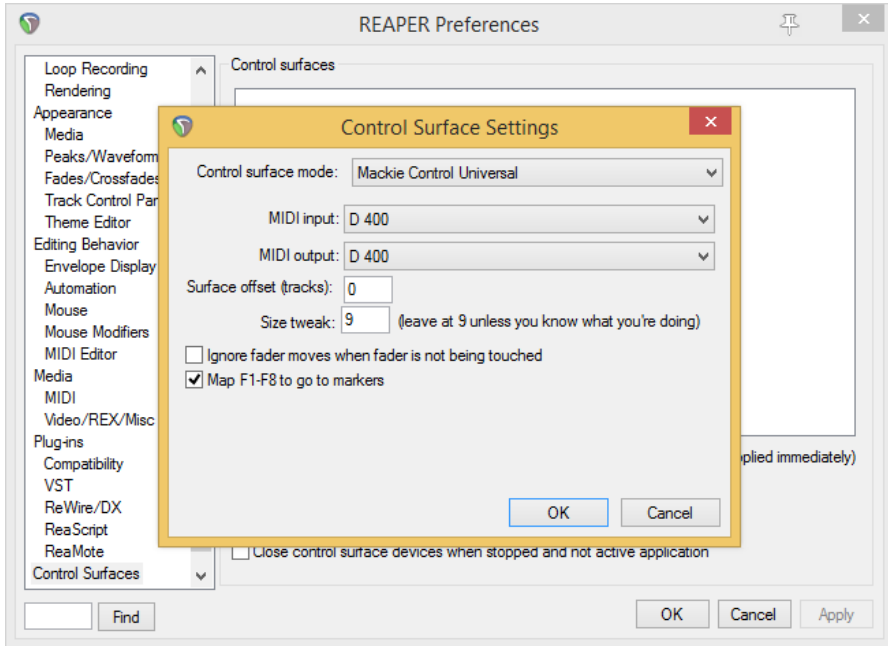 REAPER Preferences
Loop Recording
Rendering
Appearance
Media
Peaks/Waveform
Fades/Crossfades
Track Control Par
Theme Editor
Editing Behavior
Envelope Display
Automation
Mouse
Mouse Modifiers
MIDI Editor
Media
MIDI
Video/REX/Misc
Plug-ins
Compatibility
VST
ReWire/DX
ReaScript
ReaMote
Control Surfaces
Find
Control surfaces
Control Surface Settings
Control surface mode: Mackie Control Universal
MIDI input: D 400
MIDI output: D 400
Surface offset (tracks): 0
Size tweak: 9 (leave at 9 unless you know what you're doing)
Ignore fader moves when fader is not being touched
Map F1-F8 to go to markers
OK Cancel
plied immediately)
Close control surface devices when stopped and not active application
OK Cancel Apply